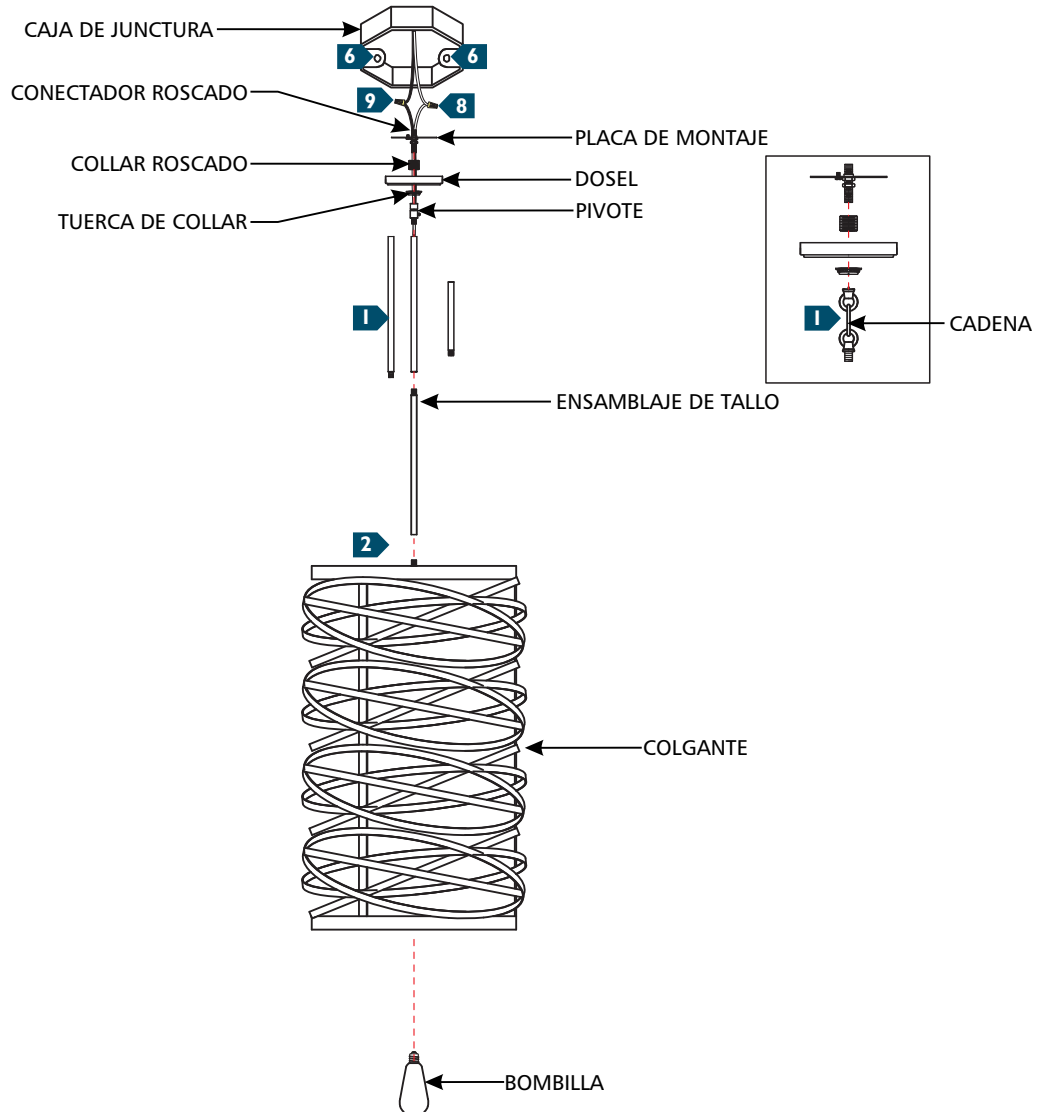 CAJA DE JUNCTURA
6
6
CONECTADOR ROSCADO
9
8
PLACA DE MONTAJE
COLLAR ROSCADO
DOSEL
TUERCA DE COLLAR
PIVOTE
1
1
CADENA
ENSAMBLAJE DE TALLO
2
COLGANTE
BOMBILLA